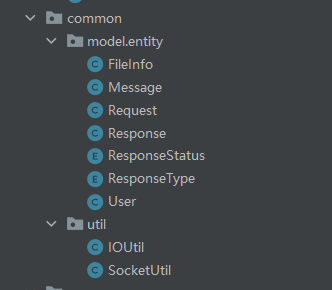 common
model.entity
C FileInfo
C Message
C Request
C Response
E ResponseStatus
E ResponseType
C User
util
C IOUtil
C SocketUtil